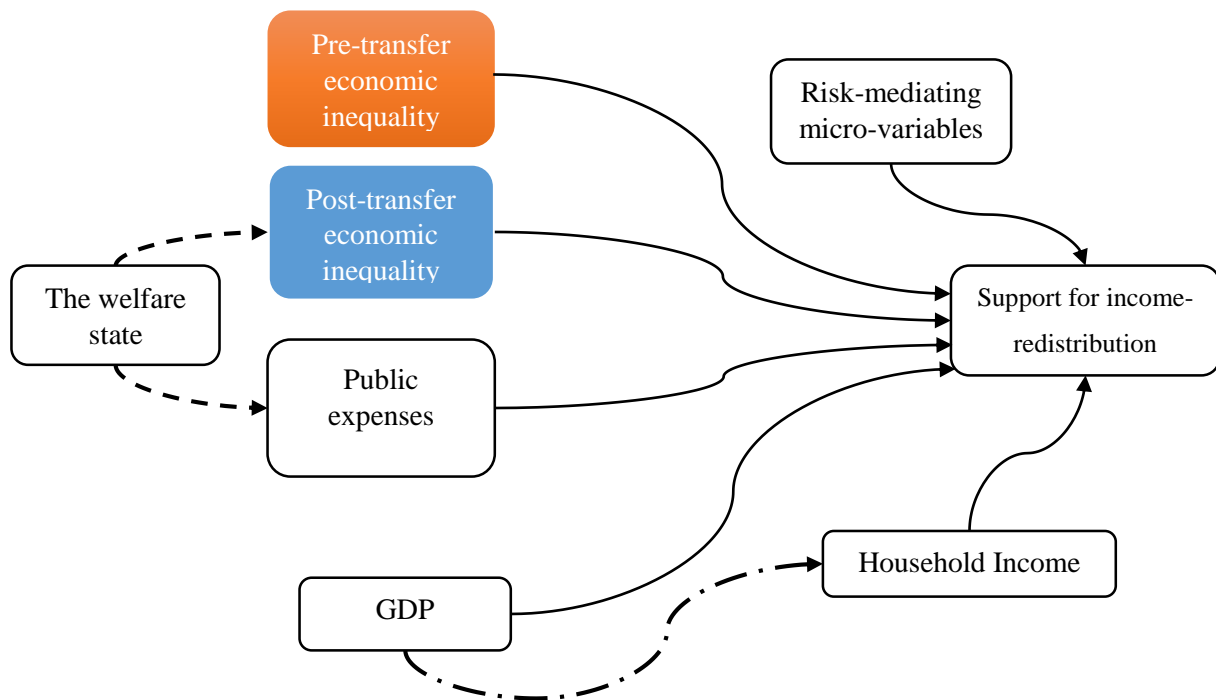 Pre-transfer
economic
inequality
Risk-mediating
micro-variables
Post-transfer
economic
inequality
The welfare
state
Support for income-
redistribution
Public
expenses
Household Income
GDP